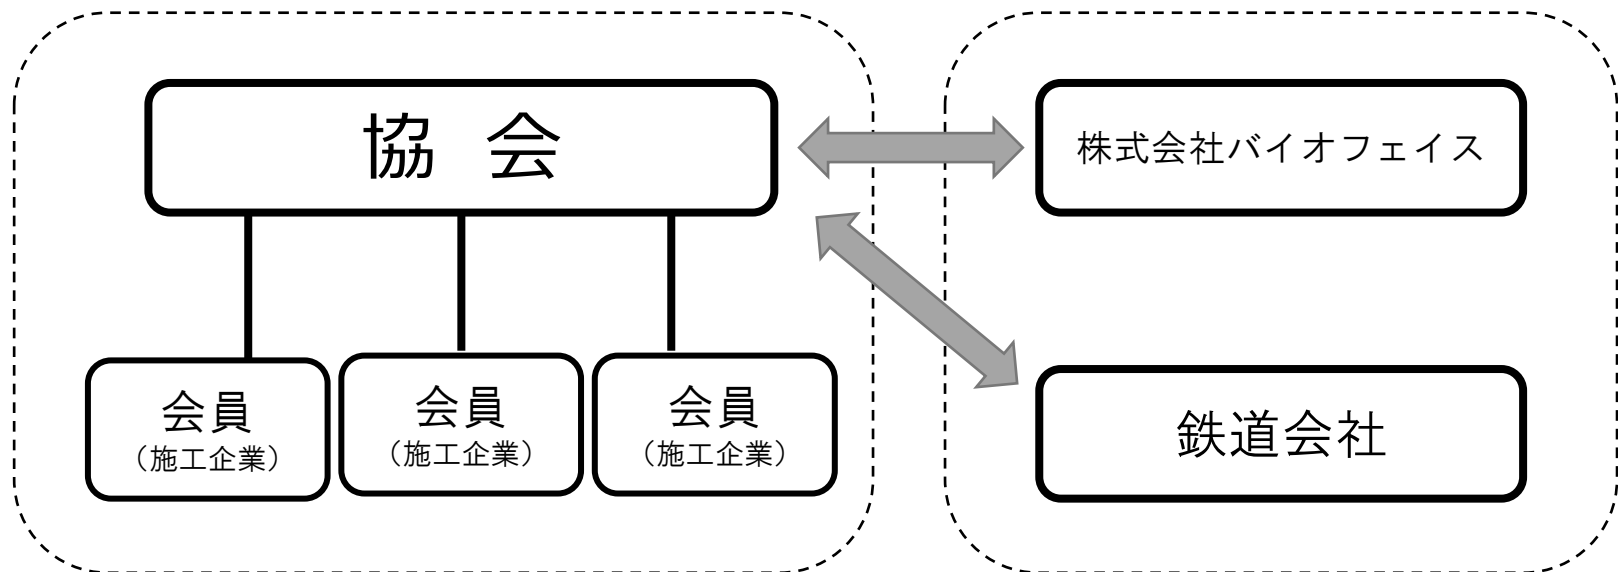 協 会
株式会社バイオフェイス
会員
（施工企業）
会員
（施工企業）
会員
（施工企業）
鉄道会社